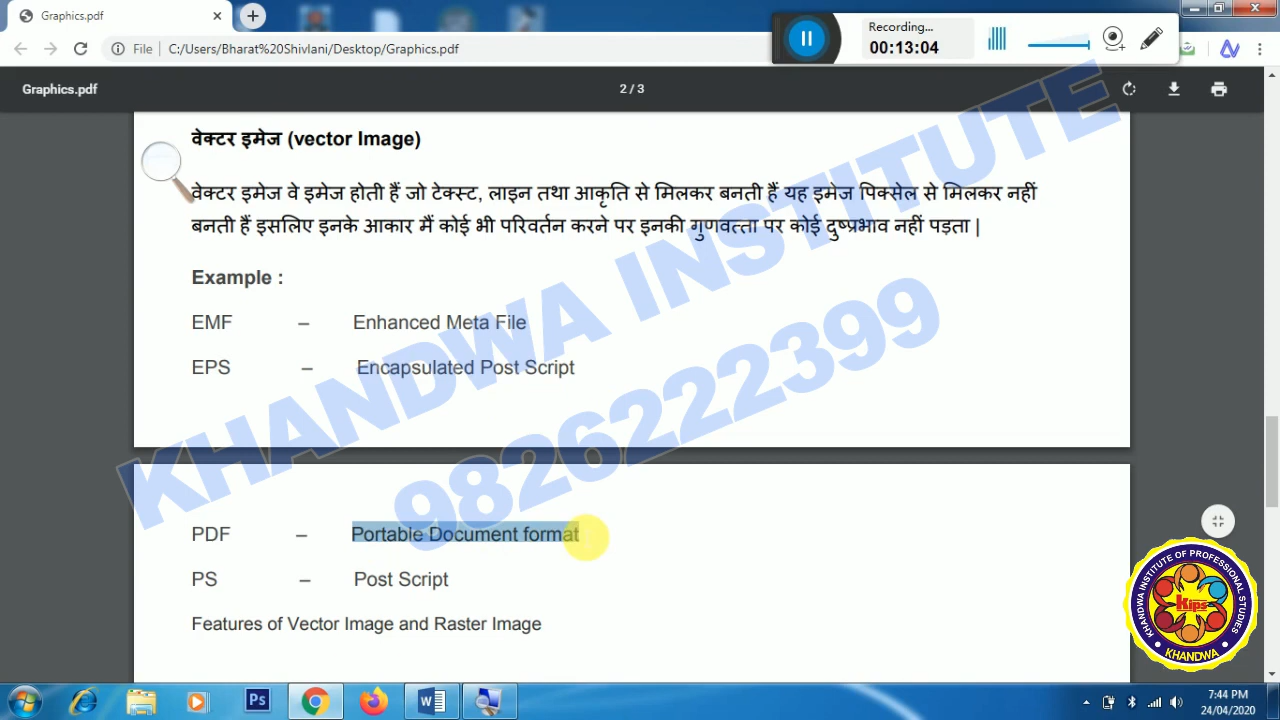 Graphics.pdf
File | C:/Users/Bharat%20Shivlani/Desktop/Graphics.pdf
Recording...
00:13:04
Graphics.pdf
2 / 3
वेक्टर इमेज (vector Image)
वेक्टर इमेज वे इमेज होती हैं जो टेक्स्ट, लाइन तथा आकृति से मिलकर बनती हैं यह इमेज पिक्सेल से मिलकर नहीं
बनती हैं इसलिए इनके आकार मैं कोई भी परिवर्तन करने पर इनकी गुणवत्ता पर कोई दुष्प्रभाव नहीं पड़ता |
Example :
EMF – Enhanced Meta File
EPS – Encapsulated Post Script
PDF – Portable Document format
PS – Post Script
Features of Vector Image and Raster Image
KHANDWA INSTITUTE
9826222399
KHANDWA INSTITUTE OF PROFESSIONAL STUDIES
Kips
KHANDWA
Ps
7:44 PM
24/04/2020